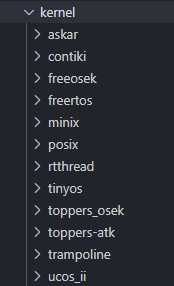 kernel
askar
contiki
freeosek
freertos
minix
posix
rtthread
tinyos
toppers_osek
toppers-atk
trampoline
ucos_ii